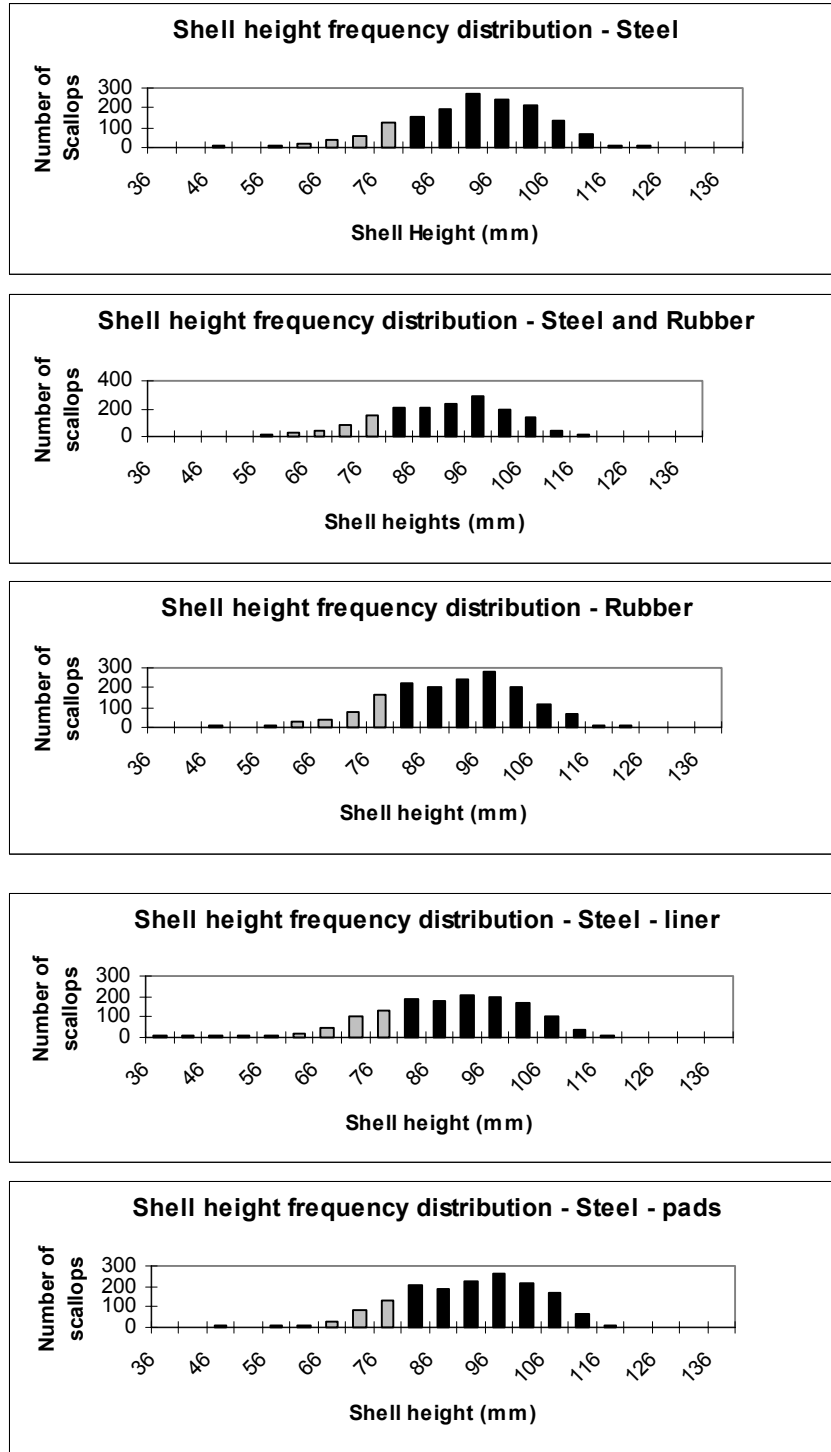 Shell height frequency distribution - Steel
Number of
Scallops
300
200
100
0
36 46 56 66 76 86 96 106 116 126 136
Shell Height (mm)
Shell height frequency distribution - Steel and Rubber
Number of
scallops
400
200
0
36 46 56 66 76 86 96 106 116 126 136
Shell heights (mm)
Shell height frequency distribution - Rubber
Number of
scallops
300
200
100
0
36 46 56 66 76 86 96 106 116 126 136
Shell height (mm)
Shell height frequency distribution - Steel - liner
Number of
scallops
300
200
100
0
36 46 56 66 76 86 96 106 116 126 136
Shell height (mm)
Shell height frequency distribution - Steel - pads
Number of
scallops
300
200
100
0
36 46 56 66 76 86 96 106 116 126 136
Shell height (mm)